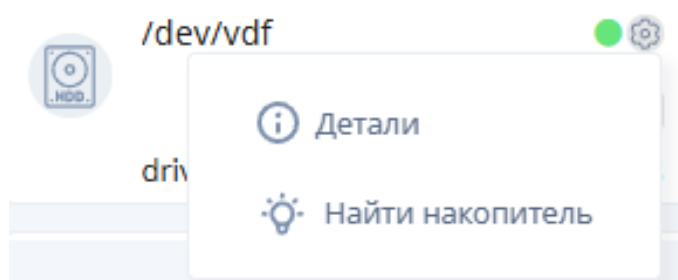 /dev/vdf
HDD
Детали
driv
Найти накопитель